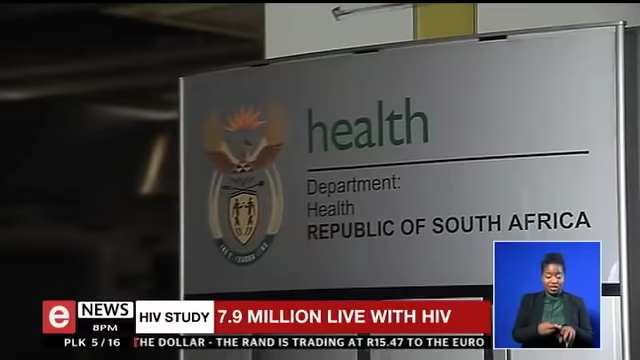 health
Department:
Health
REPUBLIC OF SOUTH AFRICA
e NEWS
8PM
HIV STUDY
7.9 MILLION LIVE WITH HIV
PLK 5/16
THE DOLLAR - THE RAND IS TRADING AT R15.47 TO THE EURO